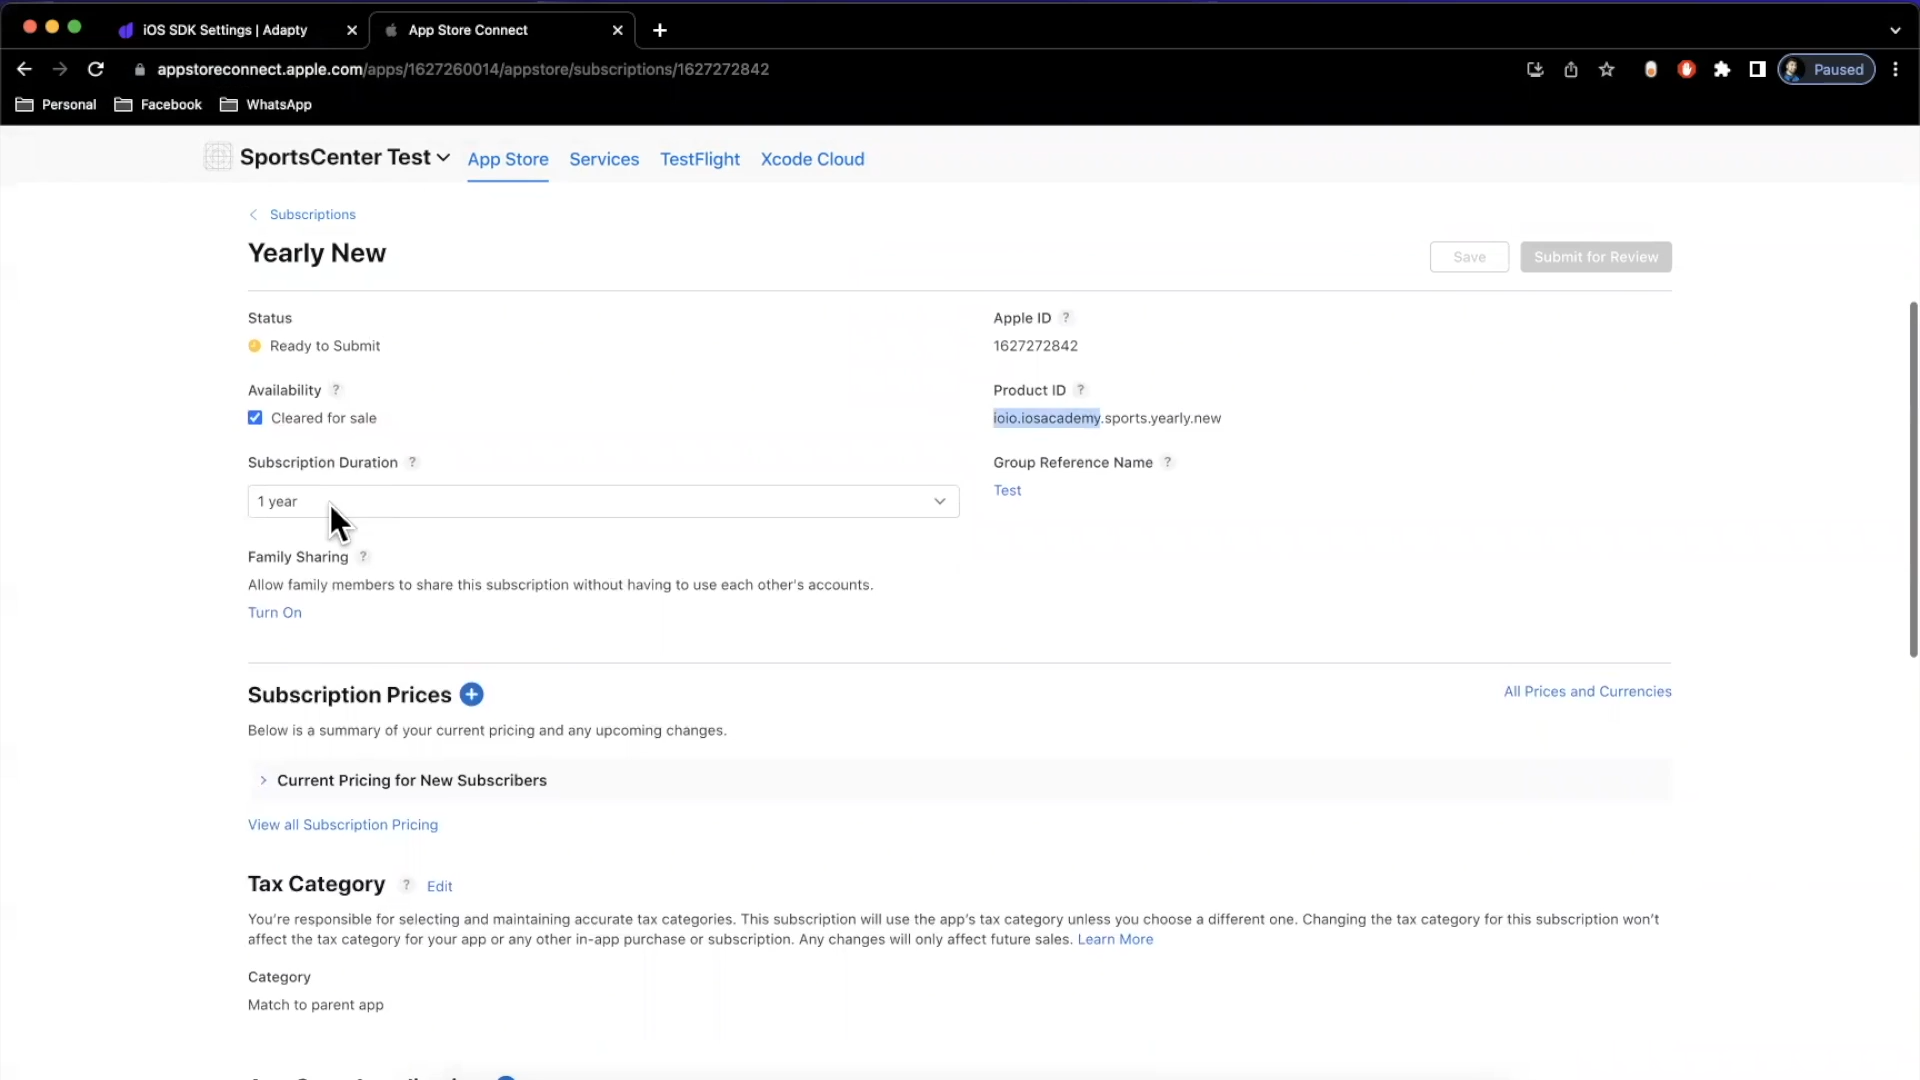 iOS SDK Settings | Adapty
App Store Connect
appstoreconnect.apple.com/apps/1627260014/appstore/subscriptions/1627272842
Paused
Personal
Facebook
WhatsApp
SportsCenter Test
App Store
Services
TestFlight
Xcode Cloud
Subscriptions
Yearly New
Save
Submit for Review
Status
Ready to Submit
Apple ID ?
1627272842
Availability ?
Cleared for sale
Product ID ?
ioio.iosacademy.sports.yearly.new
Subscription Duration ?
1 year
Group Reference Name ?
Test
Family Sharing ?
Allow family members to share this subscription without having to use each other's accounts.
Turn On
Subscription Prices
All Prices and Currencies
Below is a summary of your current pricing and any upcoming changes.
Current Pricing for New Subscribers
View all Subscription Pricing
Tax Category ? Edit
You're responsible for selecting and maintaining accurate tax categories. This subscription will use the app's tax category unless you choose a different one. Changing the tax category for this subscription won't
affect the tax category for your app or any other in-app purchase or subscription. Any changes will only affect future sales. Learn More
Category
Match to parent app